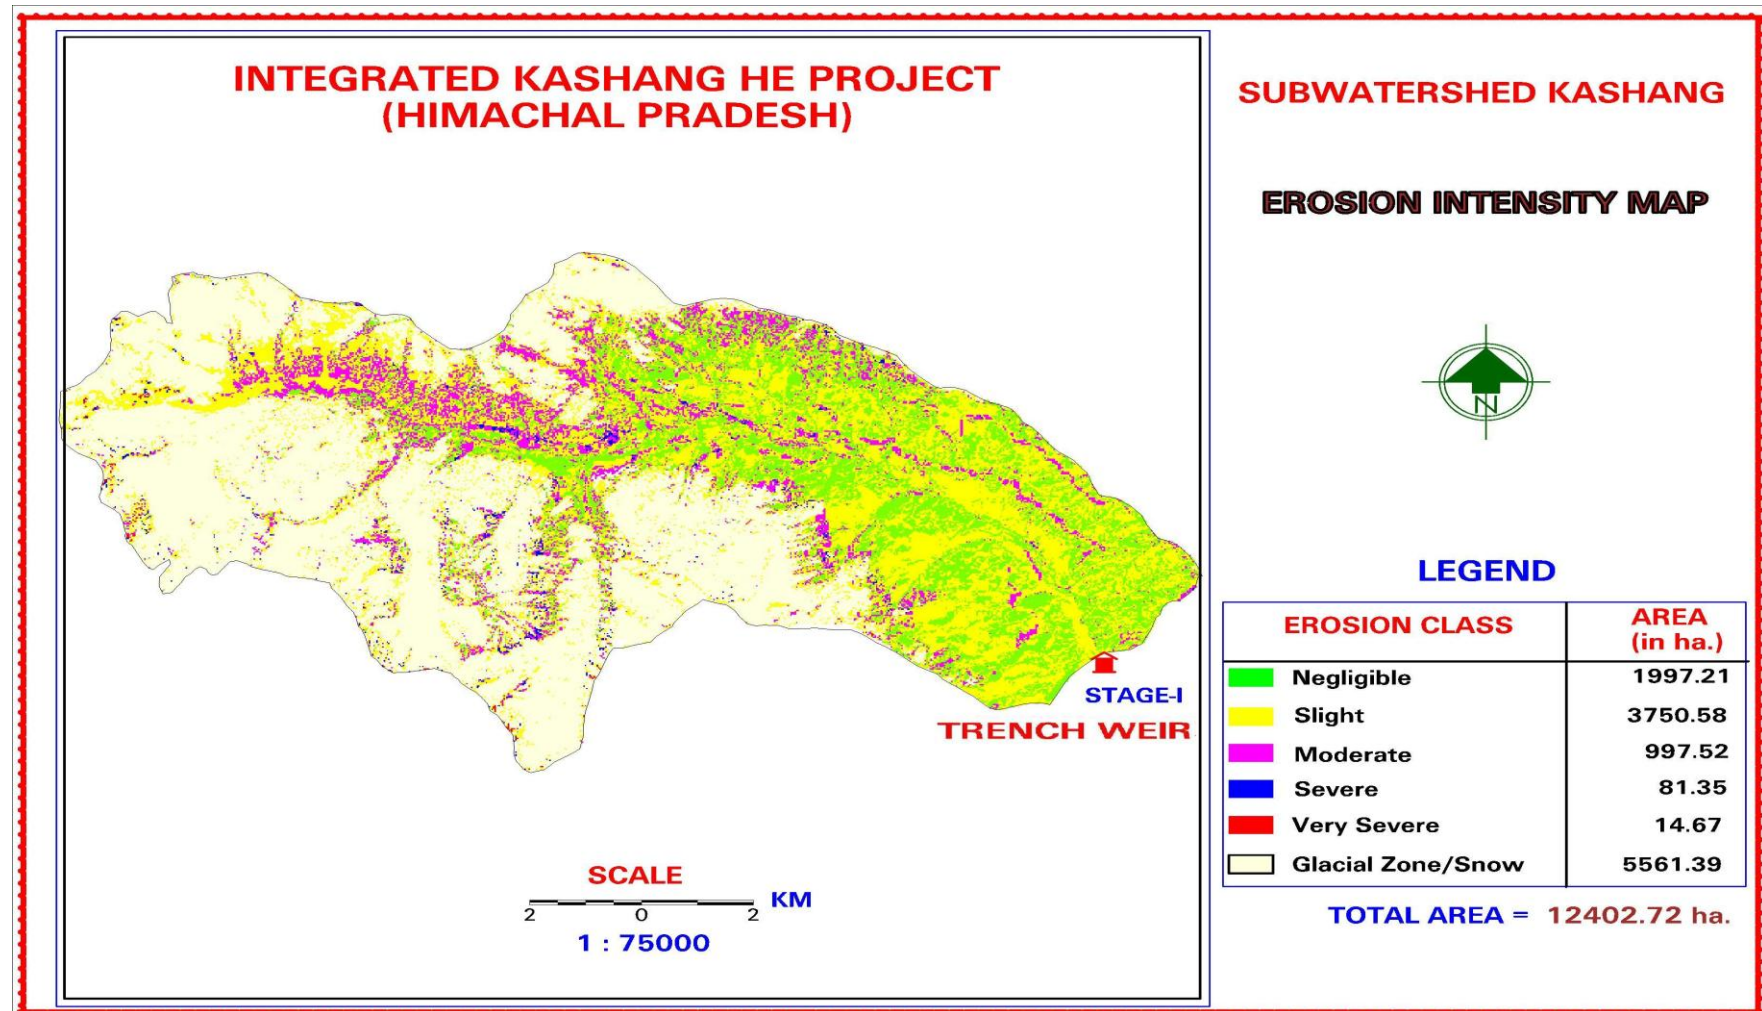 INTEGRATED KASHANG HE PROJECT
(HIMACHAL PRADESH)
STAGE-I
TRENCH WEIR
SCALE
2 0 2 KM
1 : 75000
SUBWATERSHED KASHANG
EROSION INTENSITY MAP
N
LEGEND
EROSION CLASS AREA (in ha.)
Negligible 1997.21
Slight 3750.58
Moderate 997.52
Severe 81.35
Very Severe 14.67
Glacial Zone/Snow 5561.39
TOTAL AREA = 12402.72 ha.